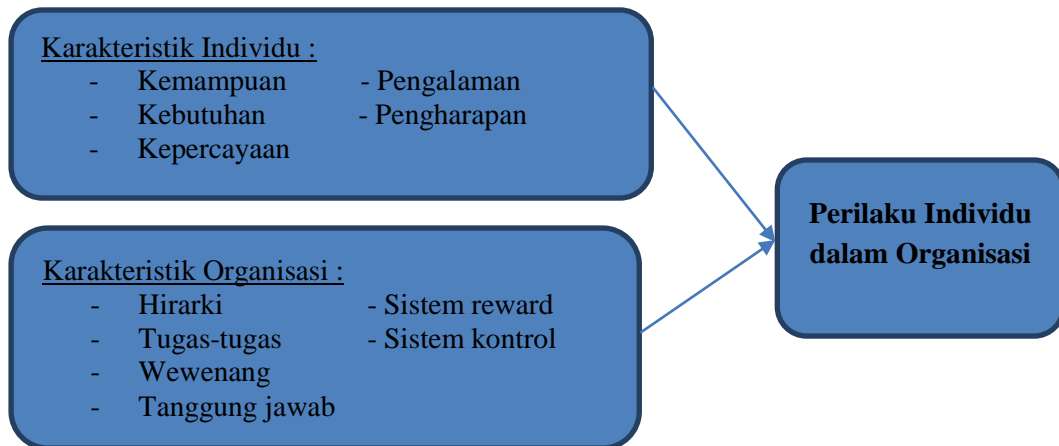 Karakteristik Individu :
- Kemampuan - Pengalaman
- Kebutuhan - Pengharapan
- Kepercayaan
Karakteristik Organisasi :
- Hirarki - Sistem reward
- Tugas-tugas - Sistem kontrol
- Wewenang
- Tanggung jawab
Perilaku Individu
dalam Organisasi